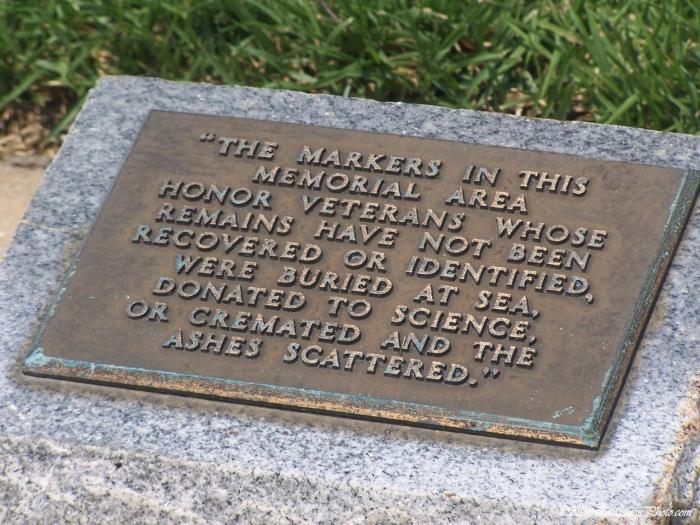 "THE MARKERS IN THIS
MEMORIAL AREA
HONOR VETERANS WHOSE
REMAINS HAVE NOT BEEN
RECOVERED OR IDENTIFIED,
WERE BURIED AT SEA,
DONATED TO SCIENCE,
OR CREMATED AND THE
ASHES SCATTERED."